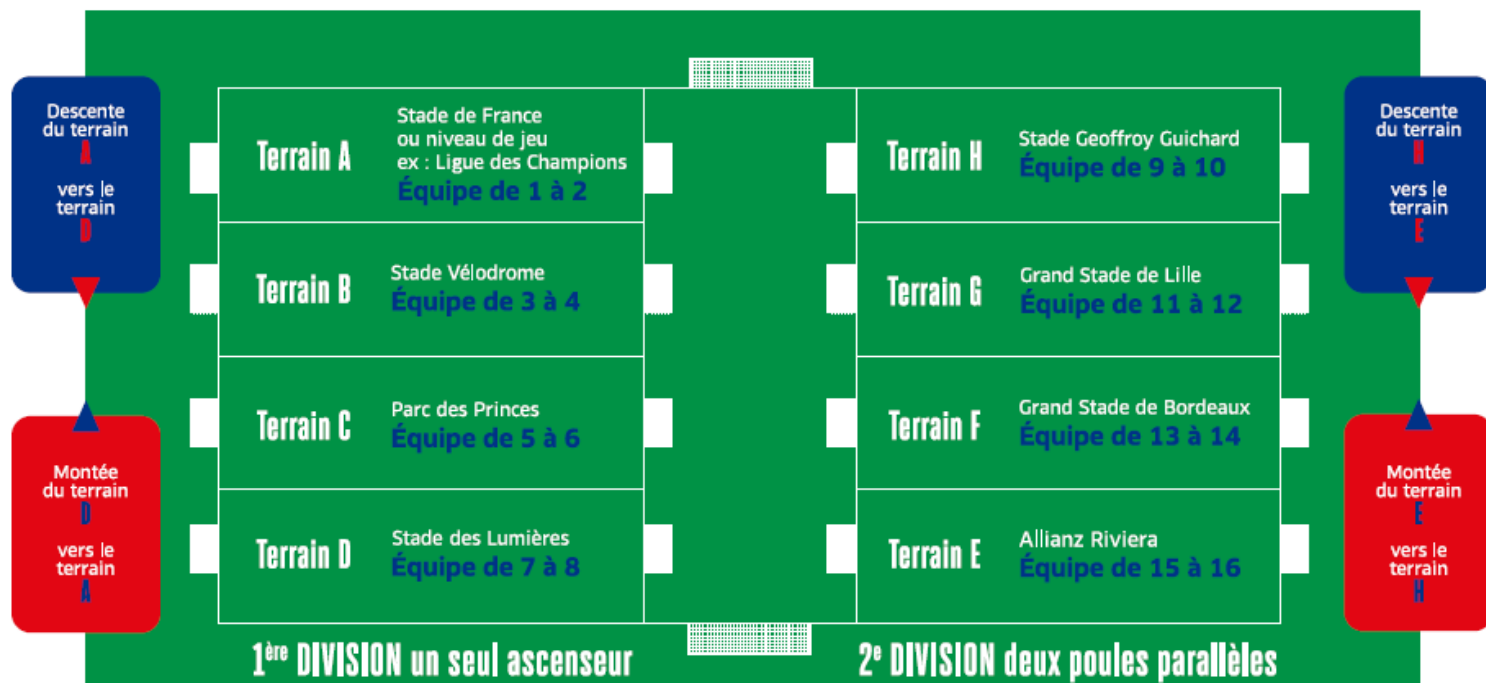 Descente
du terrain
A
vers le
terrain
D
Montée
du terrain
D
vers le
terrain
A
Terrain A
Stade de France
ou niveau de jeu
ex : Ligue des Champions
Équipe de 1 à 2
Terrain B
Stade Vélodrome
Équipe de 3 à 4
Terrain C
Parc des Princes
Équipe de 5 à 6
Terrain D
Stade des Lumières
Équipe de 7 à 8
1ère DIVISION un seul ascenseur
Terrain H
Stade Geoffroy Guichard
Équipe de 9 à 10
Terrain G
Grand Stade de Lille
Équipe de 11 à 12
Terrain F
Grand Stade de Bordeaux
Équipe de 13 à 14
Terrain E
Allianz Riviera
Équipe de 15 à 16
2e DIVISION deux poules parallèles
Descente
du terrain
H
vers le
terrain
E
Montée
du terrain
E
vers le
terrain
H